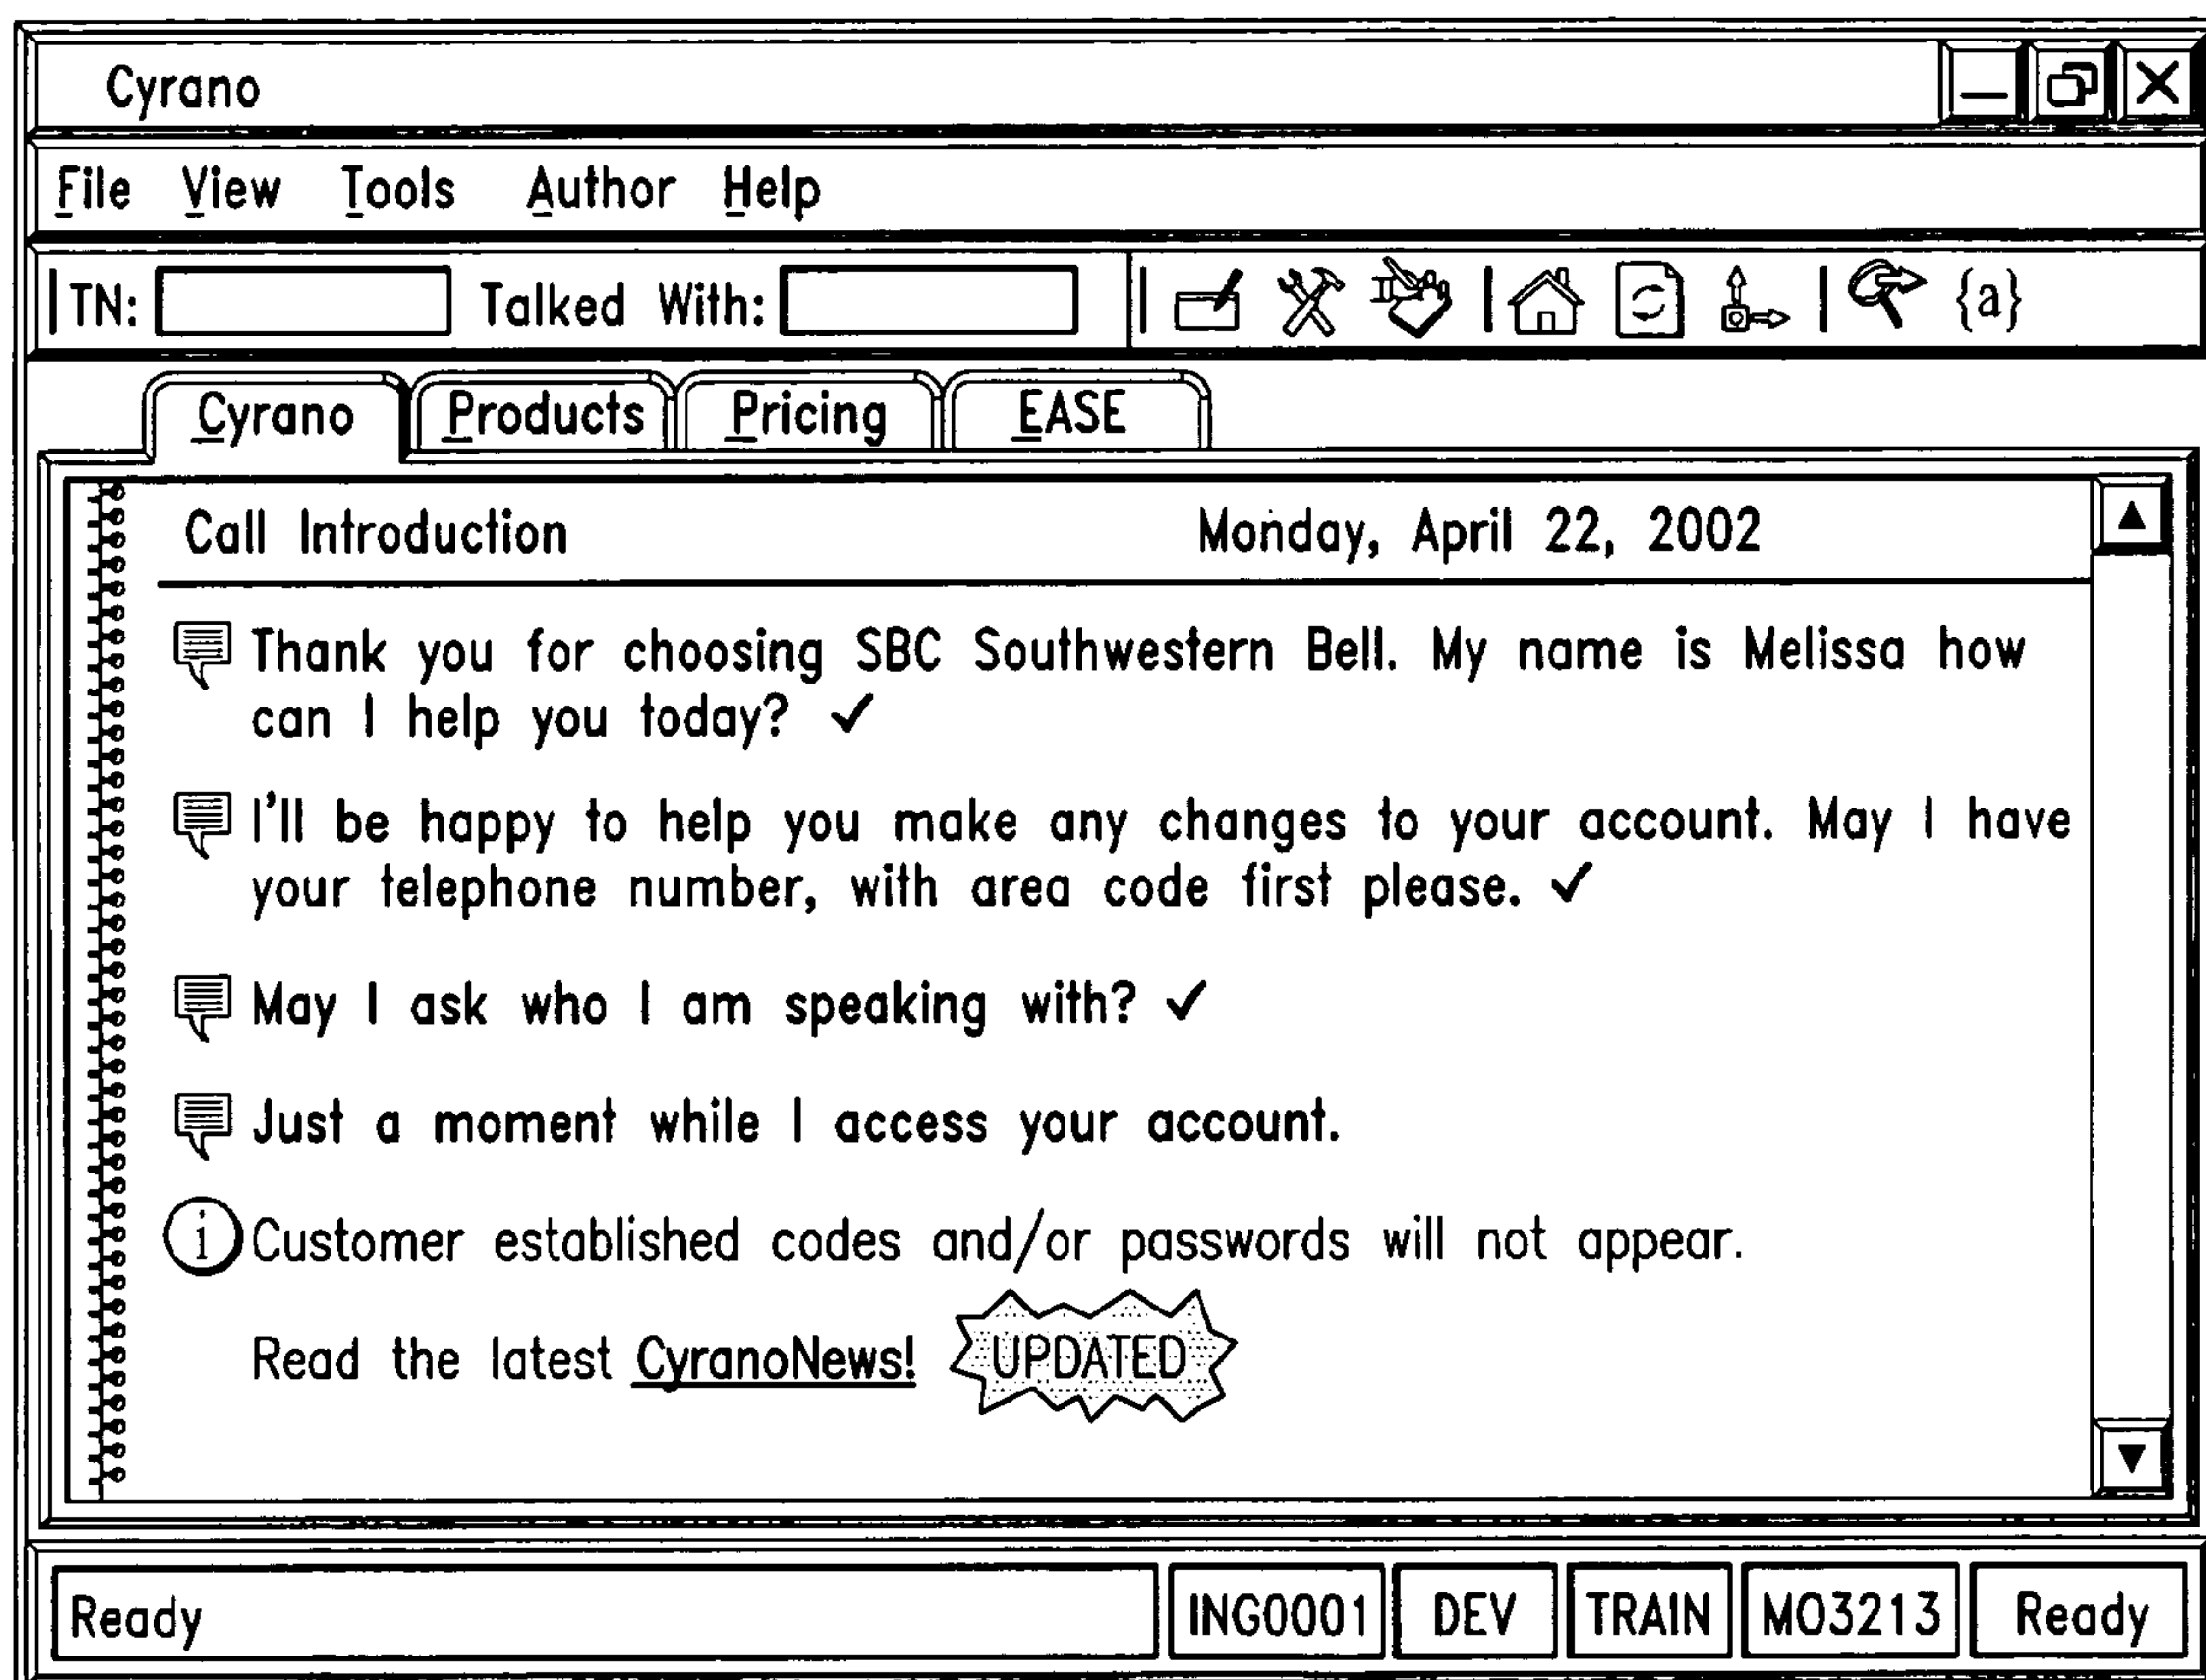 Cyrano
File View Tools Author Help
TN: Talked With: {a}
Cyrano Products Pricing EASE
Call Introduction Monday, April 22, 2002
Thank you for choosing SBC Southwestern Bell. My name is Melissa how
can I help you today? ✓
I'll be happy to help you make any changes to your account. May I have
your telephone number, with area code first please. ✓
May I ask who I am speaking with? ✓
Just a moment while I access your account.
i Customer established codes and/or passwords will not appear.
Read the latest CyranoNews! UPDATED
Ready ING0001 DEV TRAIN MO3213 Ready